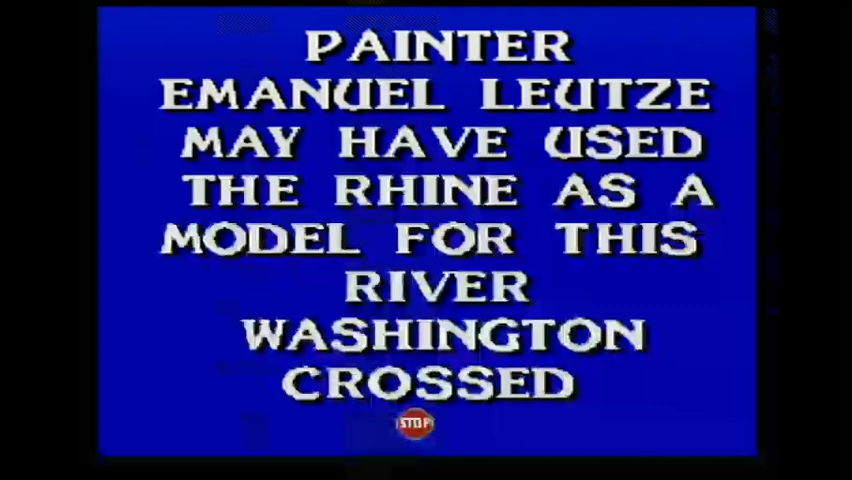 PAINTER
EMANUEL LEUTZE
MAY HAVE USED
THE RHINE AS A
MODEL FOR THIS
RIVER
WASHINGTON
CROSSED
STOP